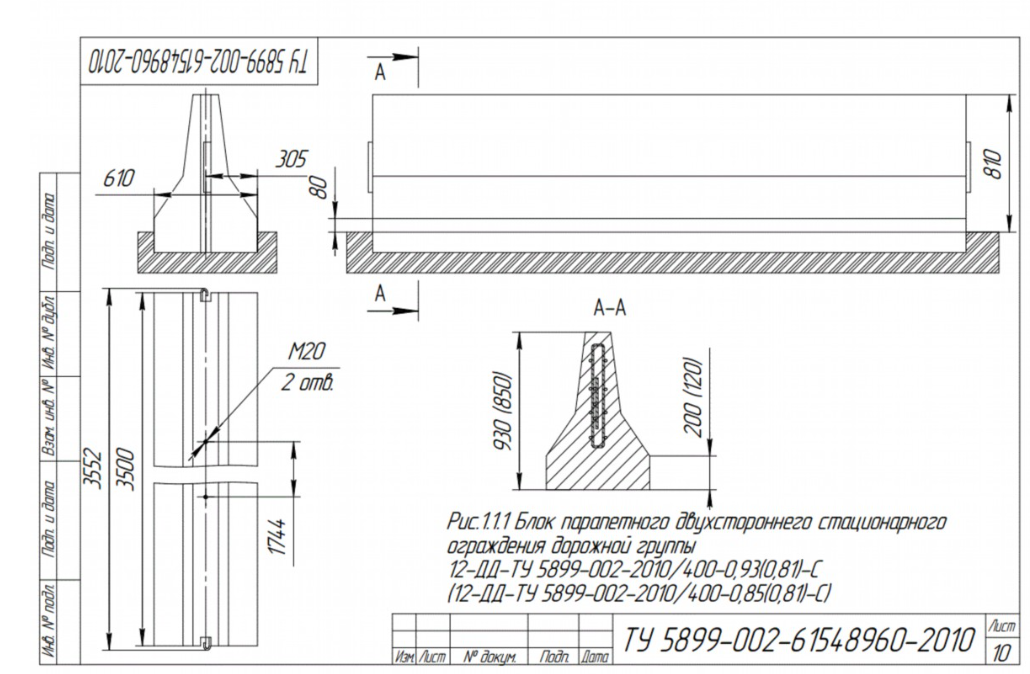 ТУ 5899-002-61548960-2010
А
610
305
80
810
Подп. и дата
Инв. № дубл.
Взам. инв. №
Подп. и дата
Инв. № подл.
А
А-А
М20
2 отв.
3552
3500
1744
930 (850)
200 (120)
Рис.1.1.1 Блок парапетного двухстороннего стационарного
ограждения дорожной группы
12-ДД-ТУ 5899-002-2010/400-0,93(0,81)-С
(12-ДД-ТУ 5899-002-2010/400-0,85(0,81)-С)
Изм. Лист № докум. Подп. Дата
ТУ 5899-002-61548960-2010
Лист
10